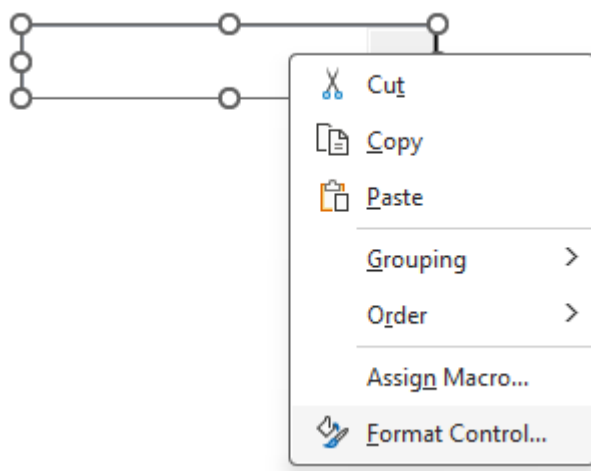 Cut
Copy
Paste
Grouping
Order
Assign Macro...
Format Control...